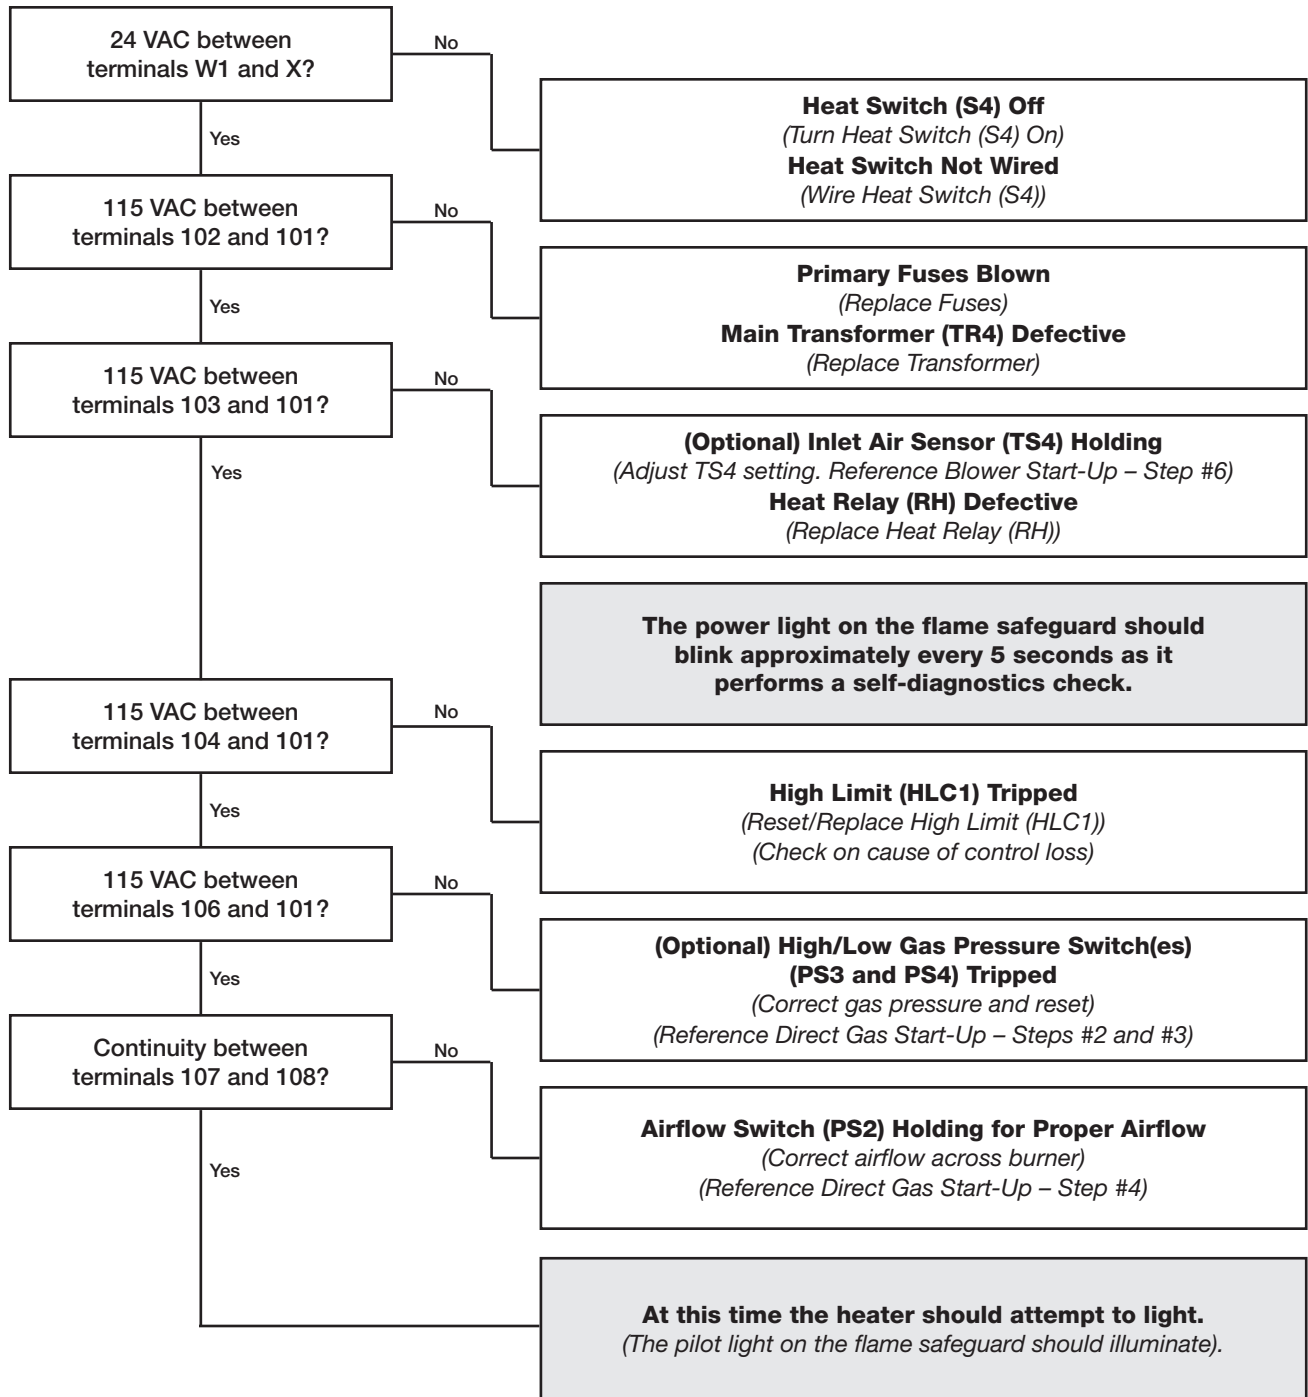 24 VAC between
terminals W1 and X?
No
Yes
Heat Switch (S4) Off
(Turn Heat Switch (S4) On)
Heat Switch Not Wired
(Wire Heat Switch (S4))
115 VAC between
terminals 102 and 101?
No
Yes
Primary Fuses Blown
(Replace Fuses)
Main Transformer (TR4) Defective
(Replace Transformer)
115 VAC between
terminals 103 and 101?
No
Yes
(Optional) Inlet Air Sensor (TS4) Holding
(Adjust TS4 setting. Reference Blower Start-Up – Step #6)
Heat Relay (RH) Defective
(Replace Heat Relay (RH))
The power light on the flame safeguard should
blink approximately every 5 seconds as it
performs a self-diagnostics check.
115 VAC between
terminals 104 and 101?
No
Yes
High Limit (HLC1) Tripped
(Reset/Replace High Limit (HLC1))
(Check on cause of control loss)
115 VAC between
terminals 106 and 101?
No
Yes
(Optional) High/Low Gas Pressure Switch(es)
(PS3 and PS4) Tripped
(Correct gas pressure and reset)
(Reference Direct Gas Start-Up – Steps #2 and #3)
Continuity between
terminals 107 and 108?
No
Yes
Airflow Switch (PS2) Holding for Proper Airflow
(Correct airflow across burner)
(Reference Direct Gas Start-Up – Step #4)
At this time the heater should attempt to light.
(The pilot light on the flame safeguard should illuminate).